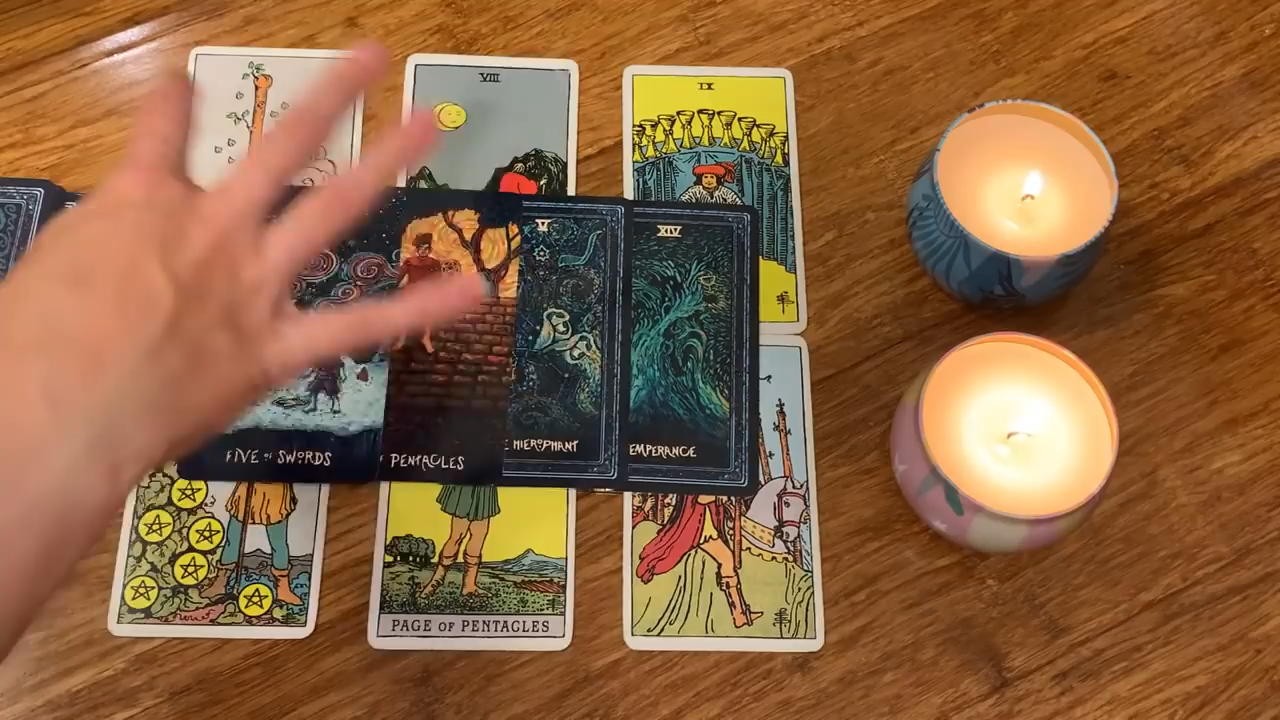 VIII
IX
V
XIV
E HIEROPHANT
EMPERANCE
FIVE OF SWORDS
F PENTACLES
PAGE OF PENTACLES